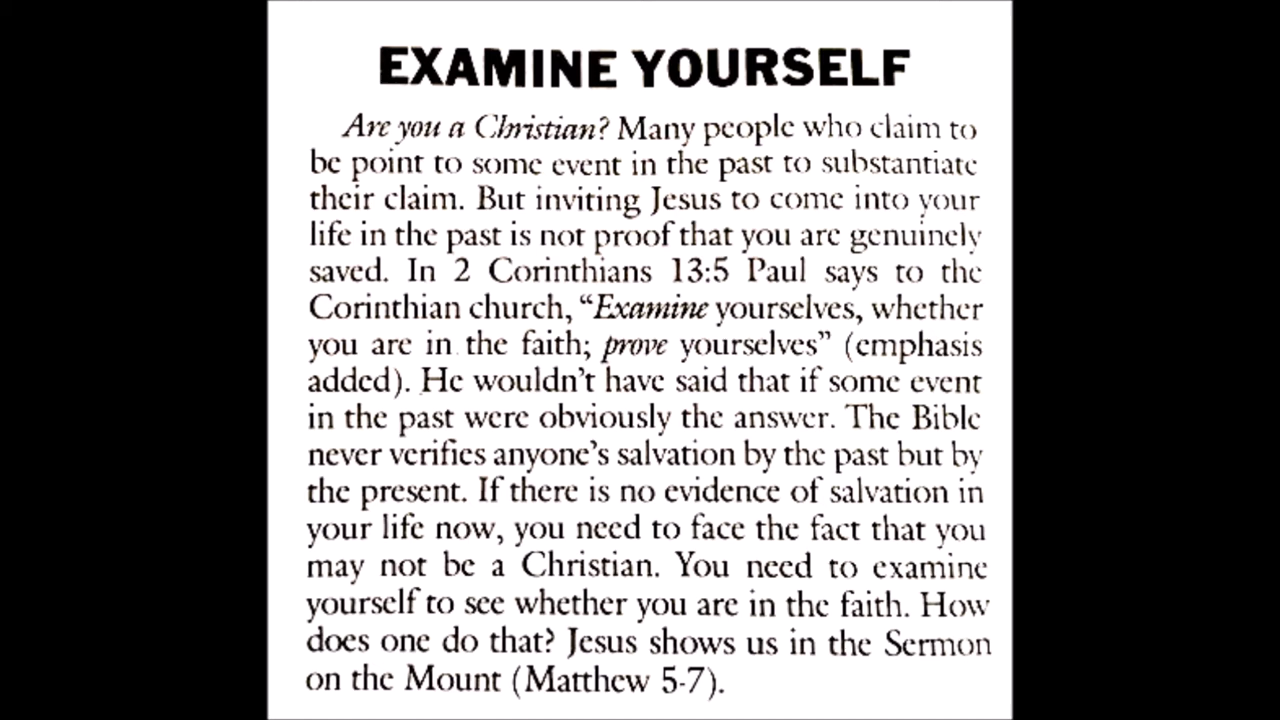 EXAMINE YOURSELF
Are you a Christian? Many people who claim to
be point to some event in the past to substantiate
their claim. But inviting Jesus to come into your
life in the past is not proof that you are genuinely
saved. In 2 Corinthians 13:5 Paul says to the
Corinthian church, “Examine yourselves, whether
you are in the faith; prove yourselves” (emphasis
added). He wouldn’t have said that if some event
in the past were obviously the answer. The Bible
never verifies anyone’s salvation by the past but by
the present. If there is no evidence of salvation in
your life now, you need to face the fact that you
may not be a Christian. You need to examine
yourself to see whether you are in the faith. How
does one do that? Jesus shows us in the Sermon
on the Mount (Matthew 5-7).